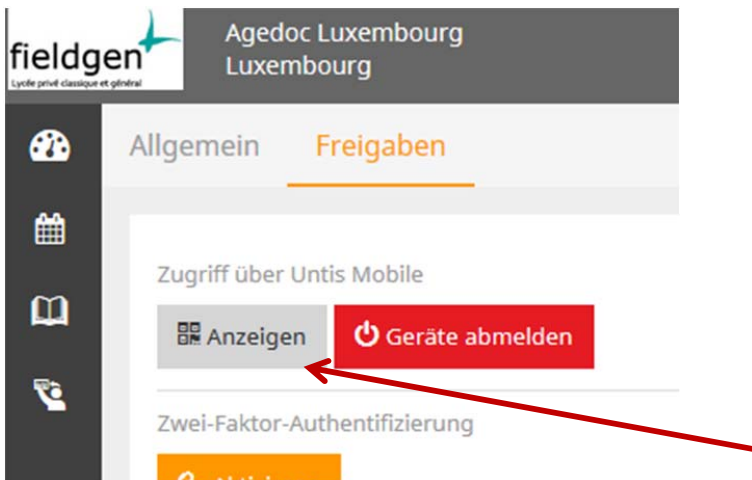 fieldgen
Lycée privé classique et général
Agedoc Luxembourg
Luxembourg
Allgemein Freigaben
Zugriff über Untis Mobile
Anzeigen Geräte abmelden
Zwei-Faktor-Authentifizierung